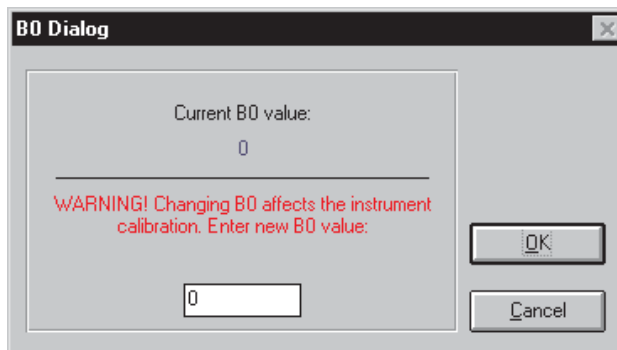 B0 Dialog
Current B0 value:
0
WARNING! Changing B0 affects the instrument
calibration. Enter new B0 value:
0
OK
Cancel